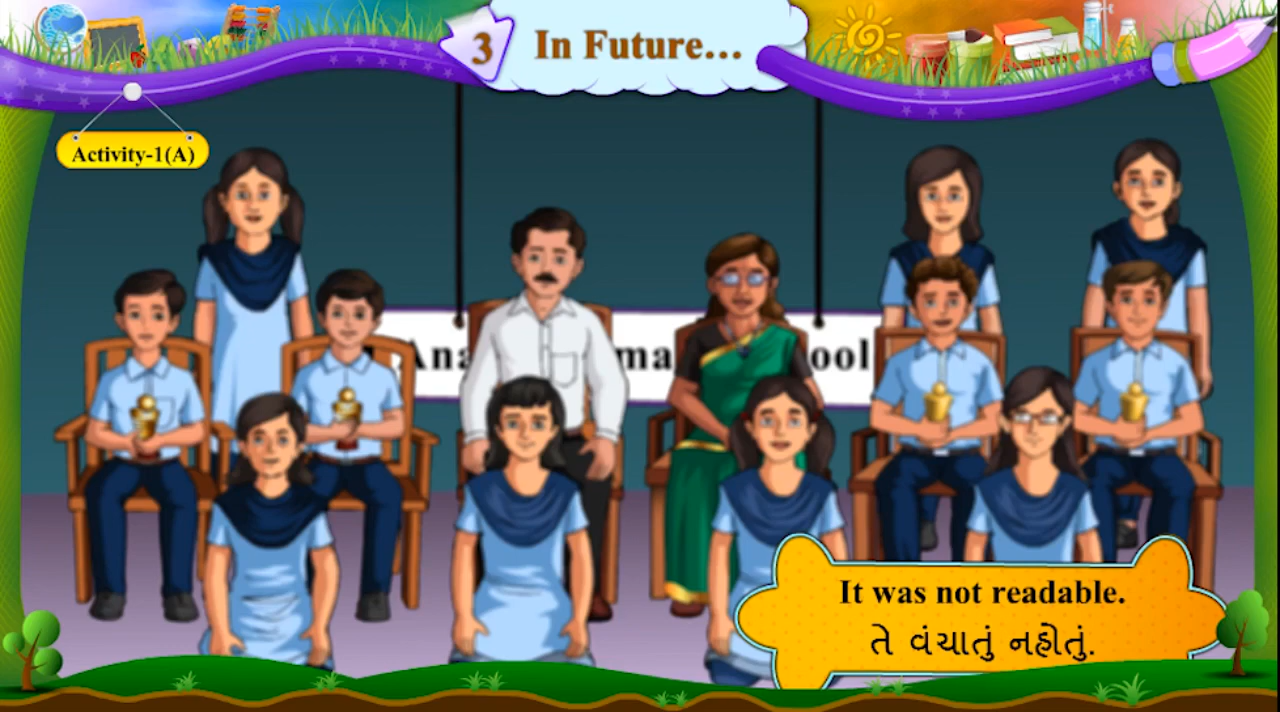 3 In Future...
Activity-1(A)
It was not readable.
તે વંચાતું નહોતું.